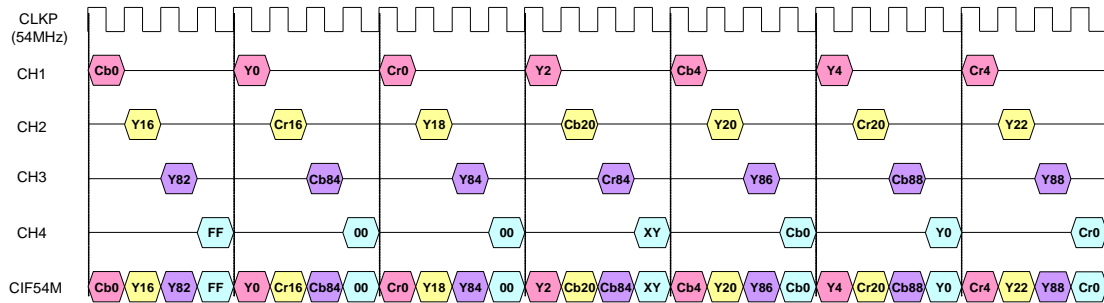 CLKP
(54MHz)
CH1 Cb0 Y0 Cr0 Y2 Cb4 Y4 Cr4
CH2 Y16 Cr16 Y18 Cb20 Y20 Cr20 Y22
CH3 Y82 Cb84 Y84 Cr84 Y86 Cb88 Y88
CH4 FF 00 00 XY Cb0 Y0 Cr0
CIF54M Cb0 Y16 Y82 FF Y0 Cr16 Cb84 00 Cr0 Y18 Y84 00 Y2 Cb20 Cb84 XY Cb4 Y20 Y86 Cb0 Y4 Cr20 Cb88 Y0 Cr4 Y22 Y88 Cr0